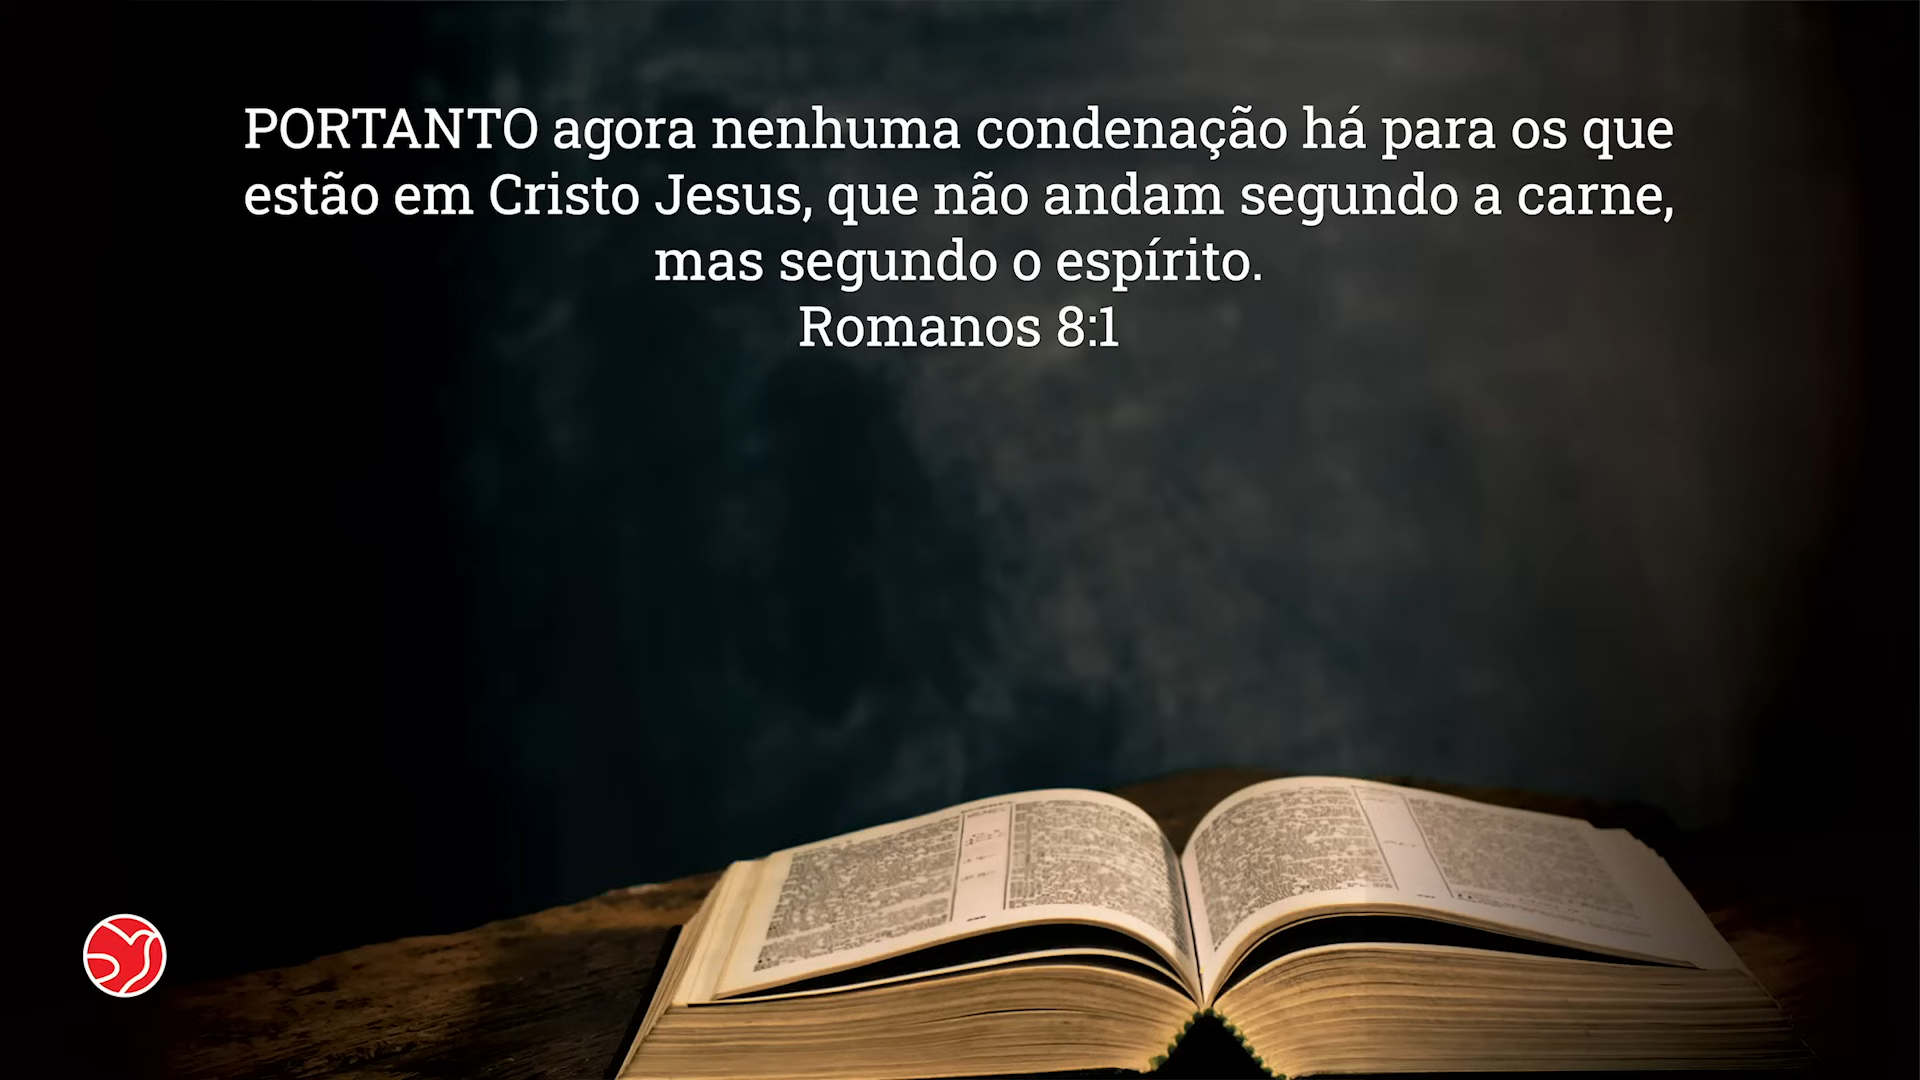 PORTANTO agora nenhuma condenação há para os que
estão em Cristo Jesus, que não andam segundo a carne,
mas segundo o espírito.
Romanos 8:1